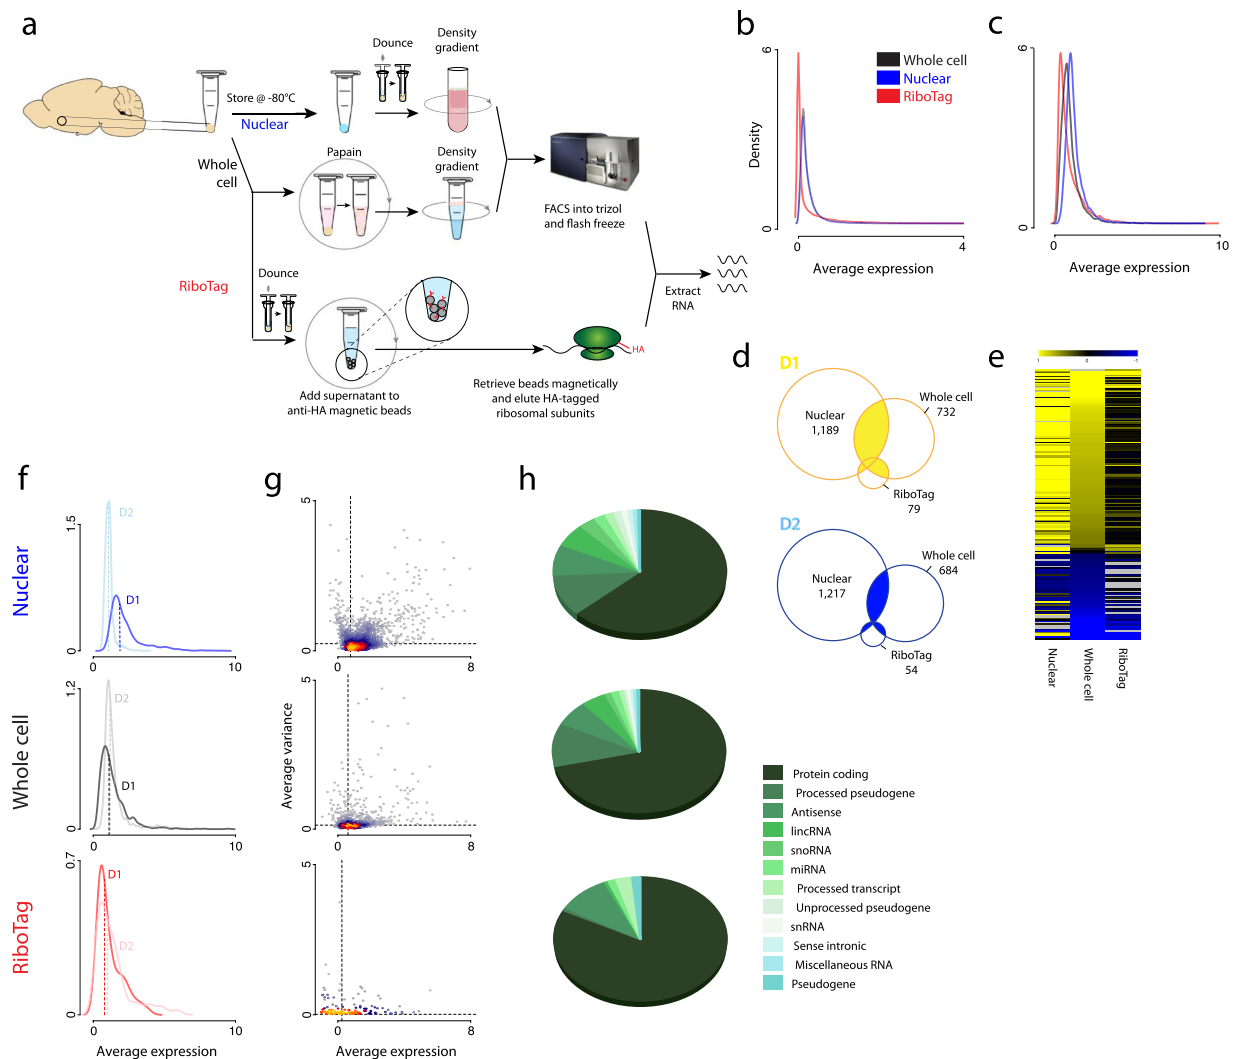 a
Dounce
Density
gradient
Store @ -80°C
Nuclear
Whole
cell
Papain
Density
gradient
FACS into trizol
and flash freeze
RiboTag
Dounce
Extract
RNA
HA
Add supernatant to
anti-HA magnetic beads
Retrieve beads magnetically
and elute HA-tagged
ribosomal subunits
b
6
Density
0
Whole cell
Nuclear
RiboTag
0
4
Average expression
c
6
0
0
10
Average expression
d
D1
Nuclear
1,189
Whole cell
732
RiboTag
79
D2
Nuclear
1,217
Whole cell
684
RiboTag
54
e
1
0
-1
Nuclear
Whole cell
RiboTag
f
Nuclear
1.5
0
D2
D1
0
10
Whole cell
1.2
0
D2
D1
0
10
RiboTag
0.7
0
D1
D2
0
10
Average expression
g
5
0
0
8
Average variance
5
0
0
8
5
0
0
8
Average expression
h
Protein coding
Processed pseudogene
Antisense
lincRNA
snoRNA
miRNA
Processed transcript
Unprocessed pseudogene
snRNA
Sense intronic
Miscellaneous RNA
Pseudogene